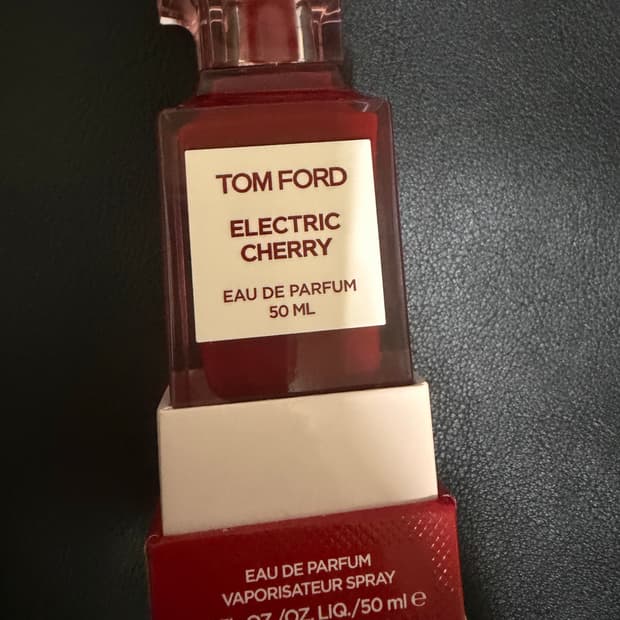 TOM FORD
ELECTRIC
CHERRY
EAU DE PARFUM
50 ML
EAU DE PARFUM
VAPORISATEUR SPRAY
OZ./OZ. LIQ./50 ml e